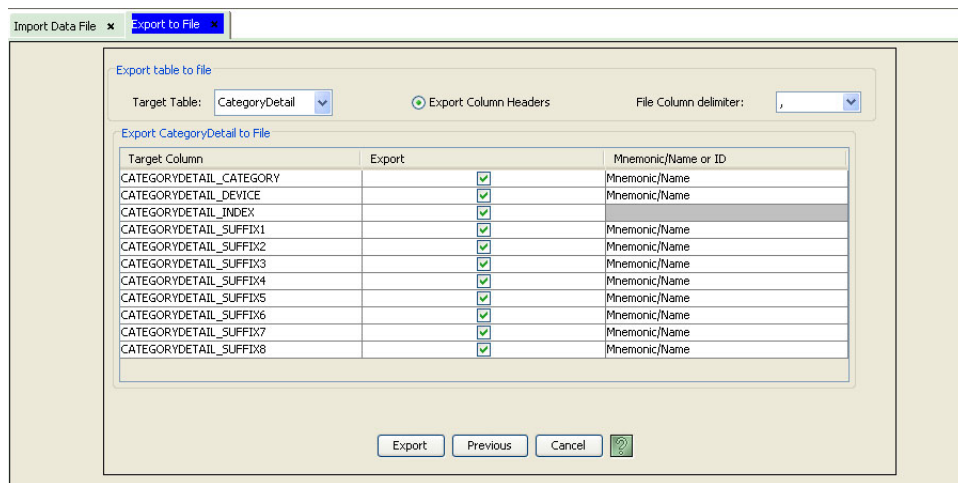 Import Data File × Export to File ×
Export table to file
Target Table: CategoryDetail Export Column Headers File Column delimiter: ,
Export CategoryDetail to File
Target Column Export Mnemonic/Name or ID
CATEGORYDETAIL_CATEGORY Mnemonic/Name
CATEGORYDETAIL_DEVICE Mnemonic/Name
CATEGORYDETAIL_INDEX
CATEGORYDETAIL_SUFFIX1 Mnemonic/Name
CATEGORYDETAIL_SUFFIX2 Mnemonic/Name
CATEGORYDETAIL_SUFFIX3 Mnemonic/Name
CATEGORYDETAIL_SUFFIX4 Mnemonic/Name
CATEGORYDETAIL_SUFFIX5 Mnemonic/Name
CATEGORYDETAIL_SUFFIX6 Mnemonic/Name
CATEGORYDETAIL_SUFFIX7 Mnemonic/Name
CATEGORYDETAIL_SUFFIX8 Mnemonic/Name
Export Previous Cancel ?